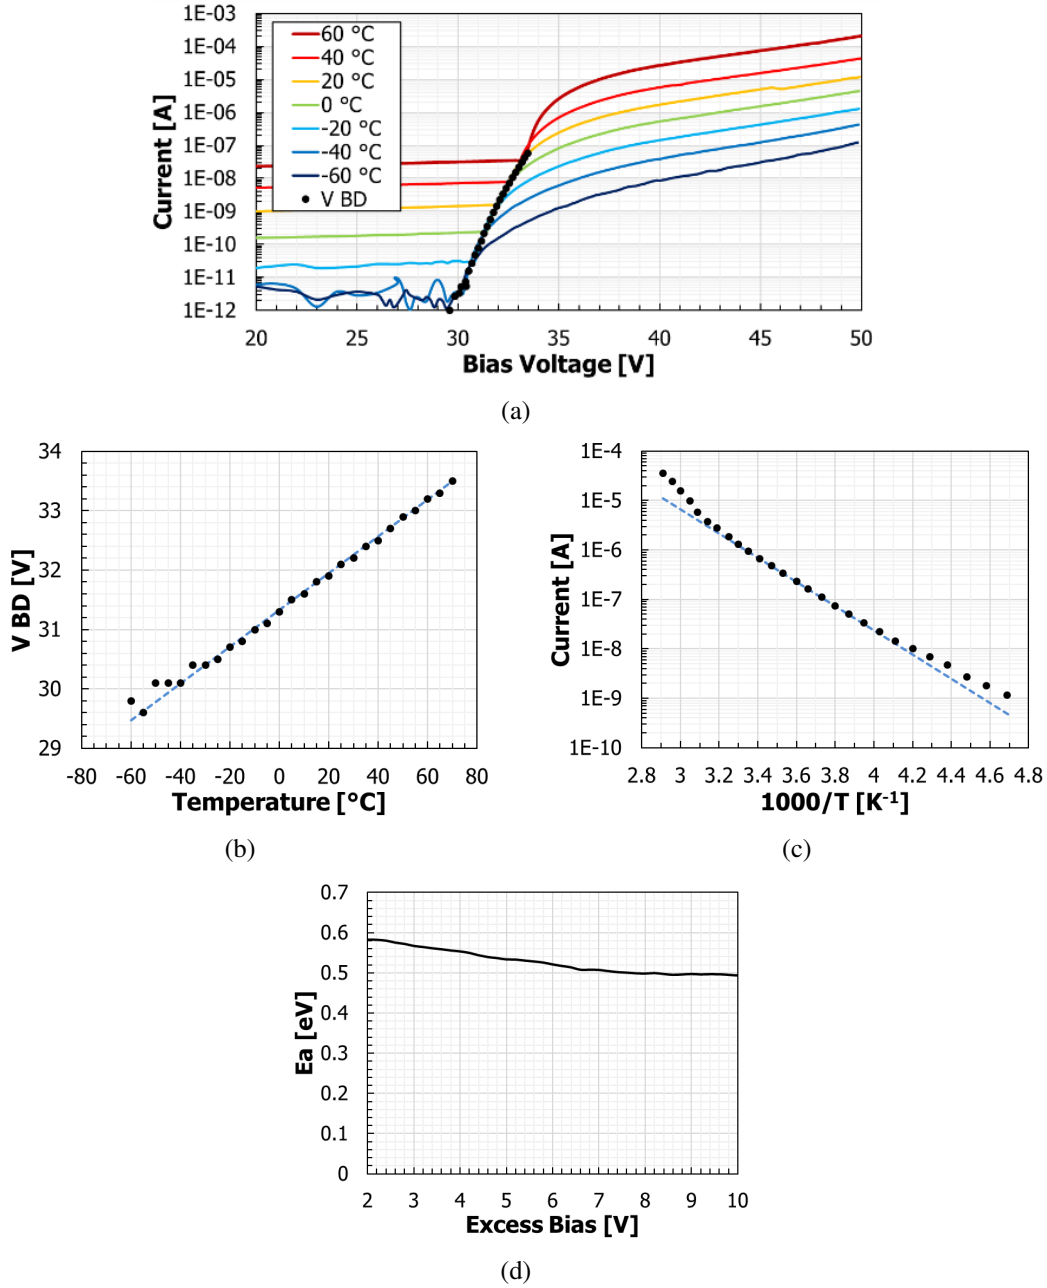 1E-03
1E-04
1E-05
1E-06
1E-07
1E-08
1E-09
1E-10
1E-11
1E-12
Current [A]
60 °C
40 °C
20 °C
0 °C
-20 °C
-40 °C
-60 °C
V BD
20 25 30 35 40 45 50
Bias Voltage [V]
(a)
34
33
32
31
30
29
V BD [V]
-80 -60 -40 -20 0 20 40 60 80
Temperature [°C]
(b)
1E-4
1E-5
1E-6
1E-7
1E-8
1E-9
1E-10
Current [A]
2.8 3 3.2 3.4 3.6 3.8 4 4.2 4.4 4.6 4.8
1000/T [K⁻¹]
(c)
0.7
0.6
0.5
0.4
0.3
0.2
0.1
0
Ea [eV]
2 3 4 5 6 7 8 9 10
Excess Bias [V]
(d)